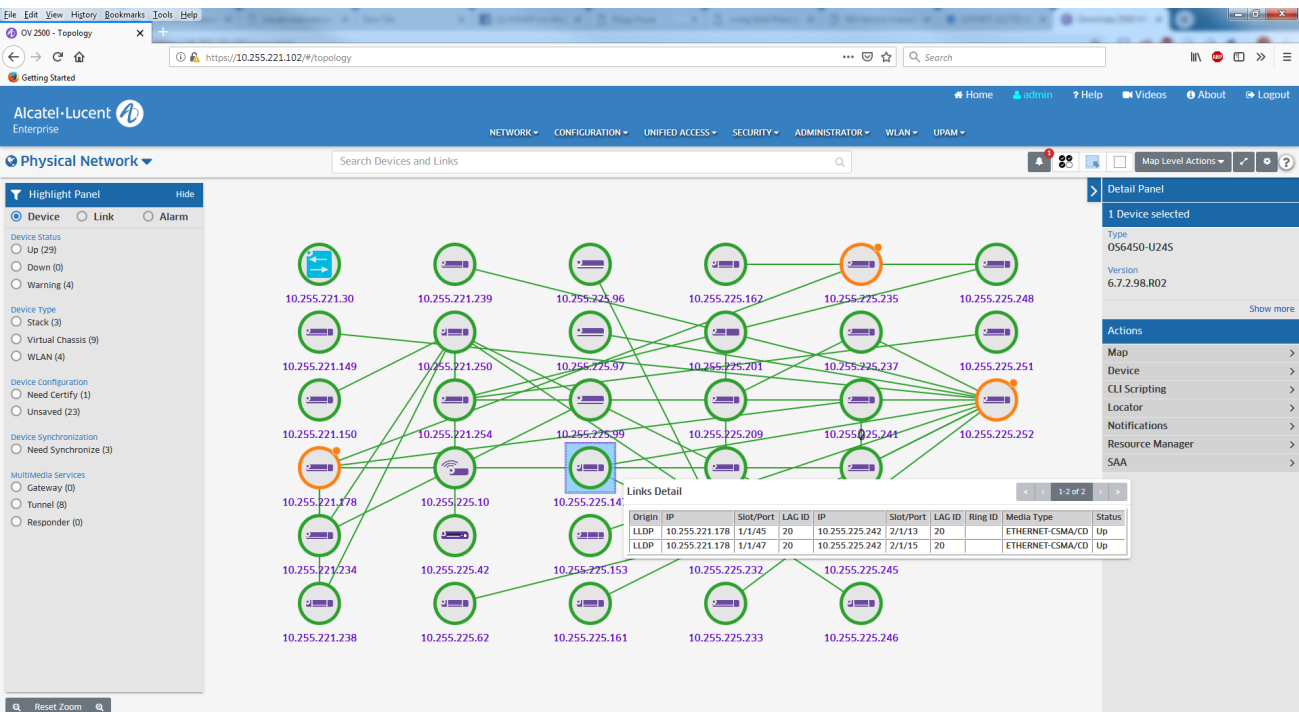 File Edit View History Bookmarks Tools Help
OV 2500 - Topology
https://10.255.221.102/#/topology
Search
Getting Started
Home admin ? Help Videos About Logout
Alcatel·Lucent
Enterprise
NETWORK CONFIGURATION UNIFIED ACCESS SECURITY ADMINISTRATOR WLAN UPAM
Physical Network
Search Devices and Links
1
Map Level Actions
?
Highlight Panel Hide
Device Link Alarm
Device Status
Up (29)
Down (0)
Warning (4)
Device Type
Stack (3)
Virtual Chassis (9)
WLAN (4)
Device Configuration
Need Certify (1)
Unsaved (23)
Device Synchronization
Need Synchronize (3)
MultiMedia Services
Gateway (0)
Tunnel (8)
Responder (0)
Reset Zoom
10.255.221.30 10.255.221.239 10.255.225.96 10.255.225.162 10.255.225.235 10.255.225.248
10.255.221.149 10.255.221.250 10.255.225.97 10.255.225.201 10.255.225.237 10.255.225.251
10.255.221.150 10.255.221.254 10.255.225.99 10.255.225.209 10.255.225.241 10.255.225.252
10.255.221.178 10.255.225.10
10.255.221.234 10.255.225.42 10.255.225.153 10.255.225.232 10.255.225.245
10.255.221.238 10.255.225.62 10.255.225.161 10.255.225.233 10.255.225.246
Links Detail
1-2 of 2
Origin IP Slot/Port LAG ID IP Slot/Port LAG ID Ring ID Media Type Status
LLDP 10.255.221.178 1/1/45 20 10.255.225.242 2/1/13 20 ETHERNET-CSMA/CD Up
LLDP 10.255.221.178 1/1/47 20 10.255.225.242 2/1/15 20 ETHERNET-CSMA/CD Up
Detail Panel
1 Device selected
Type
OS6450-U24S
Version
6.7.2.98.R02
Show more
Actions
Map
Device
CLI Scripting
Locator
Notifications
Resource Manager
SAA